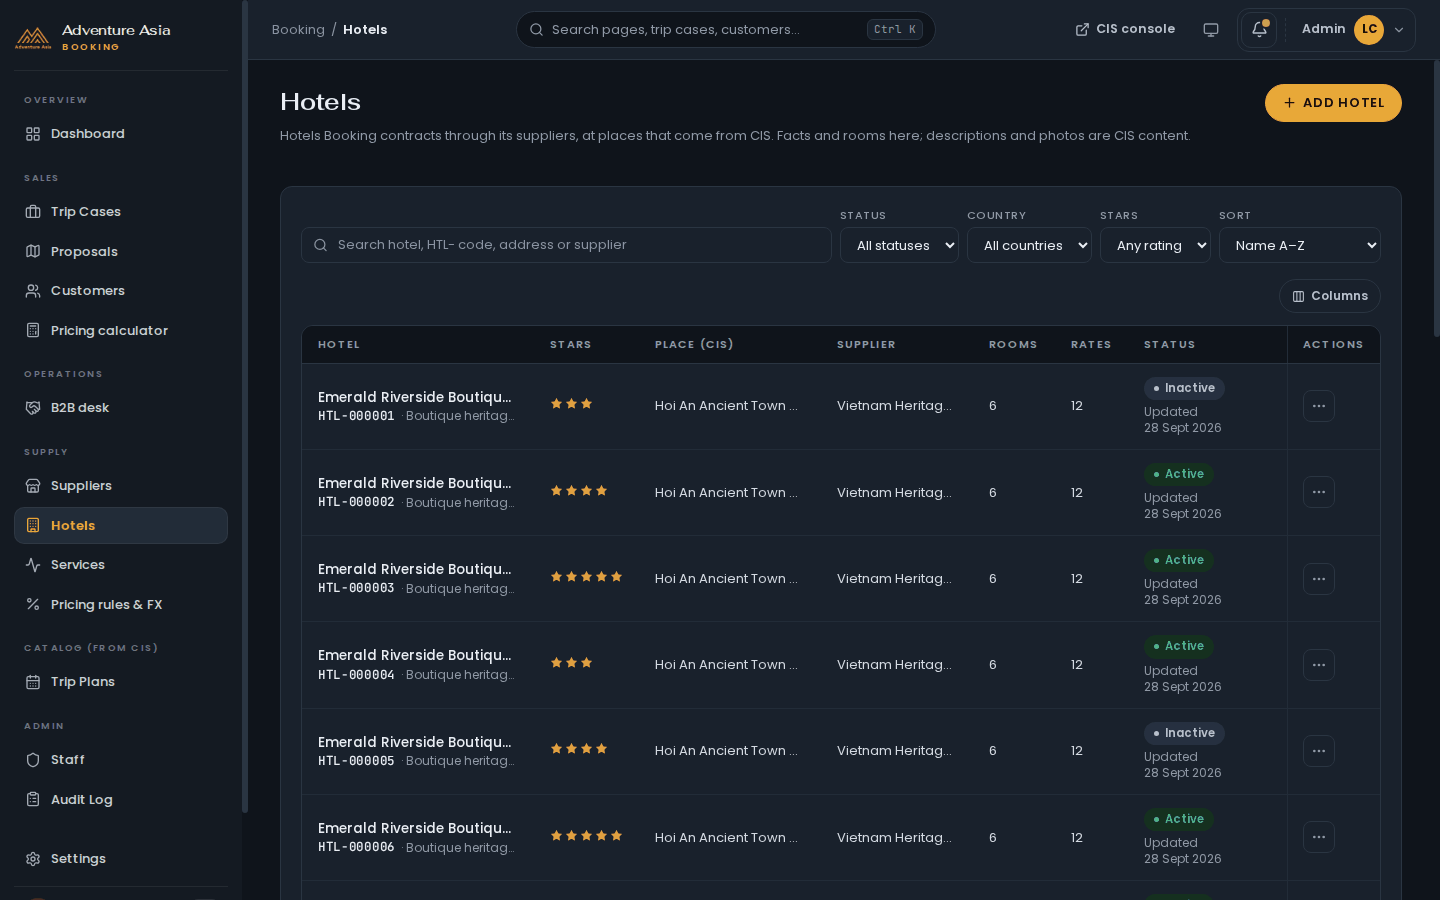 Adventure Asia
BOOKING
Adventure Asia
OVERVIEW
Dashboard
SALES
Trip Cases
Proposals
Customers
Pricing calculator
OPERATIONS
B2B desk
SUPPLY
Suppliers
Hotels
Services
Pricing rules & FX
CATALOG (FROM CIS)
Trip Plans
ADMIN
Staff
Audit Log
Settings
Booking / Hotels
Search pages, trip cases, customers...
Ctrl K
CIS console
Admin
LC
Hotels
ADD HOTEL
Hotels Booking contracts through its suppliers, at places that come from CIS. Facts and rooms here; descriptions and photos are CIS content.
STATUS COUNTRY STARS SORT
Search hotel, HTL- code, address or supplier
All statuses All countries Any rating Name A–Z
Columns
HOTEL STARS PLACE (CIS) SUPPLIER ROOMS RATES STATUS ACTIONS
Emerald Riverside Boutiqu...
HTL-000001 · Boutique heritag...
Hoi An Ancient Town ... Vietnam Heritag... 6 12
Inactive
Updated
28 Sept 2026
Emerald Riverside Boutiqu...
HTL-000002 · Boutique heritag...
Hoi An Ancient Town ... Vietnam Heritag... 6 12
Active
Updated
28 Sept 2026
Emerald Riverside Boutiqu...
HTL-000003 · Boutique heritag...
Hoi An Ancient Town ... Vietnam Heritag... 6 12
Active
Updated
28 Sept 2026
Emerald Riverside Boutiqu...
HTL-000004 · Boutique heritag...
Hoi An Ancient Town ... Vietnam Heritag... 6 12
Active
Updated
28 Sept 2026
Emerald Riverside Boutiqu...
HTL-000005 · Boutique heritag...
Hoi An Ancient Town ... Vietnam Heritag... 6 12
Inactive
Updated
28 Sept 2026
Emerald Riverside Boutiqu...
HTL-000006 · Boutique heritag...
Hoi An Ancient Town ... Vietnam Heritag... 6 12
Active
Updated
28 Sept 2026